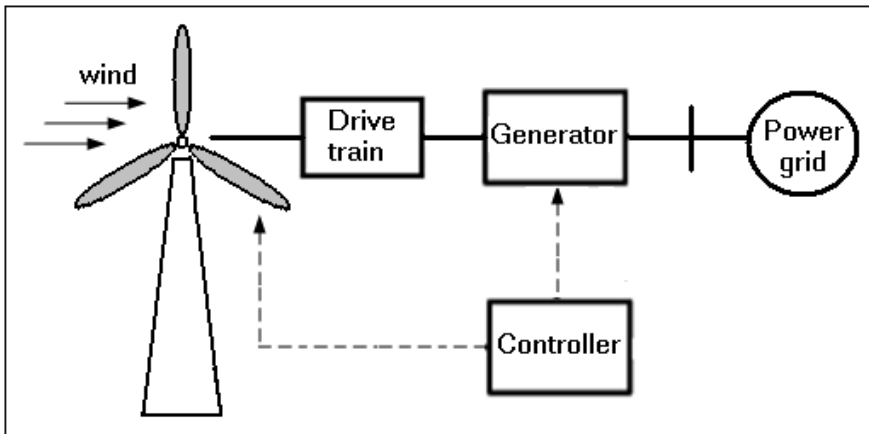 wind
Drive
train
Generator
Power
grid
Controller